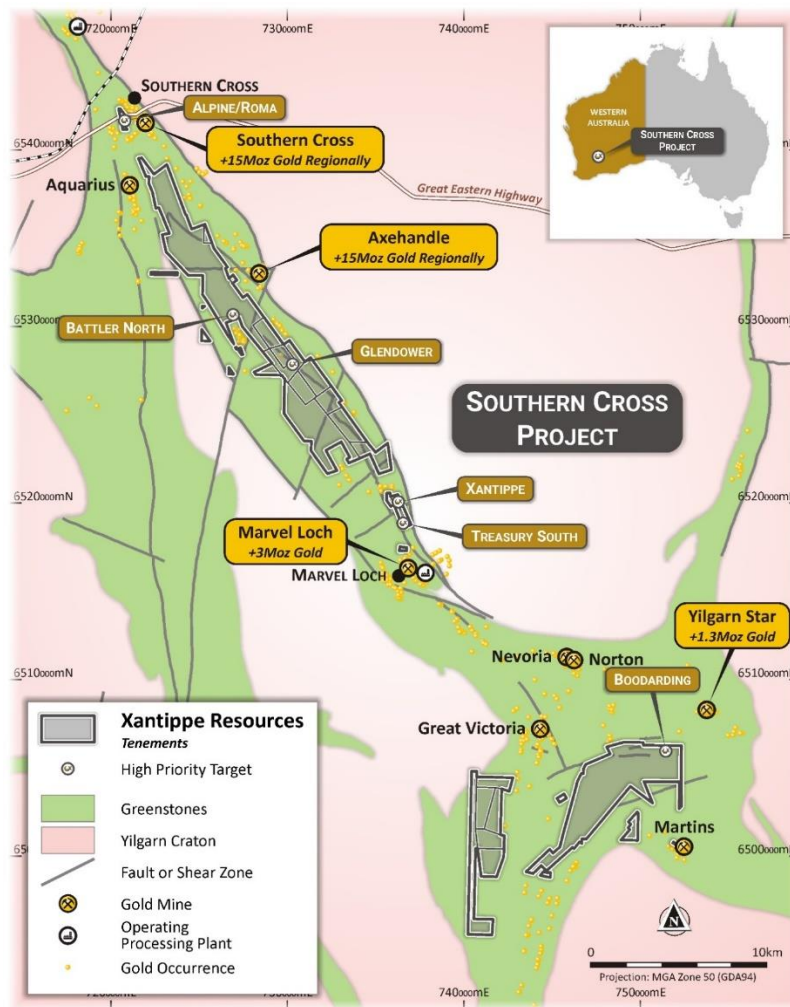 720000mE
730000mE
740000mE
750000mE
SOUTHERN CROSS
ALPINE/ROMA
Southern Cross
+15Moz Gold Regionally
6540000mN
Aquarius
Great Eastern Highway
WESTERN
AUSTRALIA
SOUTHERN CROSS
PROJECT
Axehandle
+15Moz Gold Regionally
6530000mN
6530000mN
BATTLER NORTH
GLENDOWER
SOUTHERN CROSS
PROJECT
6520000mN
6520000mN
XANTIPPE
TREASURY SOUTH
Marvel Loch
+3Moz Gold
MARVEL LOCH
Yilgarn Star
+1.3Moz Gold
Nevoria
Norton
6510000mN
6510000mN
BOODARDING
Great Victoria
Martins
6500000mN
Xantippe Resources
Tenements
High Priority Target
Greenstones
Yilgarn Craton
Fault or Shear Zone
Gold Mine
Operating
Processing Plant
Gold Occurrence
N
0
10km
Projection: MGA Zone 50 (GDA94)
740000mE
750000mE